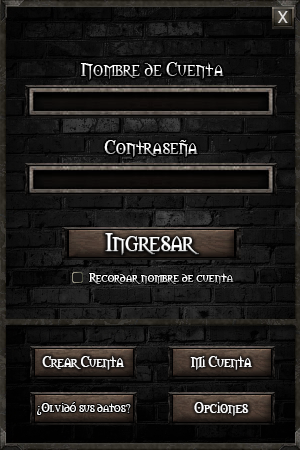 X
Nombre de Cuenta
Contraseña
Ingresar
Recordar nombre de cuenta
Crear Cuenta
Mi Cuenta
¿Olvidó sus datos?
Opciones